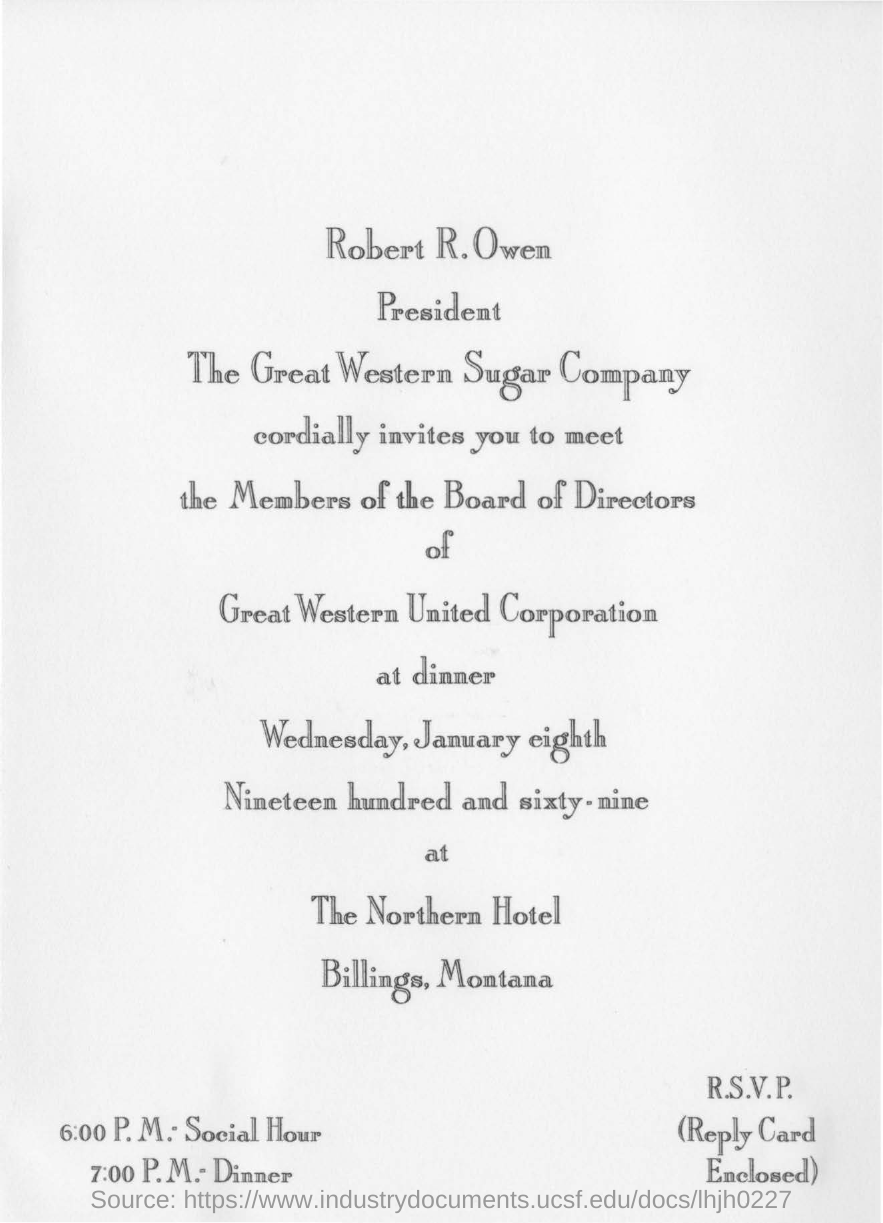 Robert R. Owen
President
The Great Western Sugar Company
cordially invites you to meet
the Members of the Board of Directors
of
Great Western United Corporation
at dinner
Wednesday, January eighth
Nineteen hundred and sixty-nine
at
The Northern Hotel
Billings, Montana
6:00 P. M.- Social Hour
7:00 P. M.- Dinner
R.S.V.P.
(Reply Card
Enclosed)
Source: https://www.industrydocuments.ucsf.edu/docs/lhjh0227